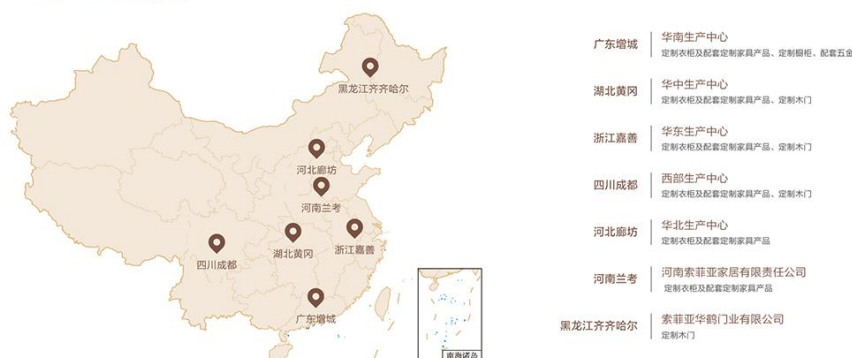 黑龙江齐齐哈尔
河北廊坊
河南兰考
湖北黄冈
浙江嘉善
四川成都
广东增城
南海诸岛
广东增城
华南生产中心
定制衣柜及配套定制家具产品、定制橱柜、配套五金
湖北黄冈
华中生产中心
定制衣柜及配套定制家具产品、定制木门
浙江嘉善
华东生产中心
定制衣柜及配套定制家具产品、定制木门
四川成都
西部生产中心
定制衣柜及配套定制家具产品、定制木门
河北廊坊
华北生产中心
定制衣柜及配套定制家具产品
河南兰考
河南索菲亚家居有限责任公司
定制衣柜及配套定制家具产品
黑龙江齐齐哈尔
索菲亚华鹤门业有限公司
定制木门